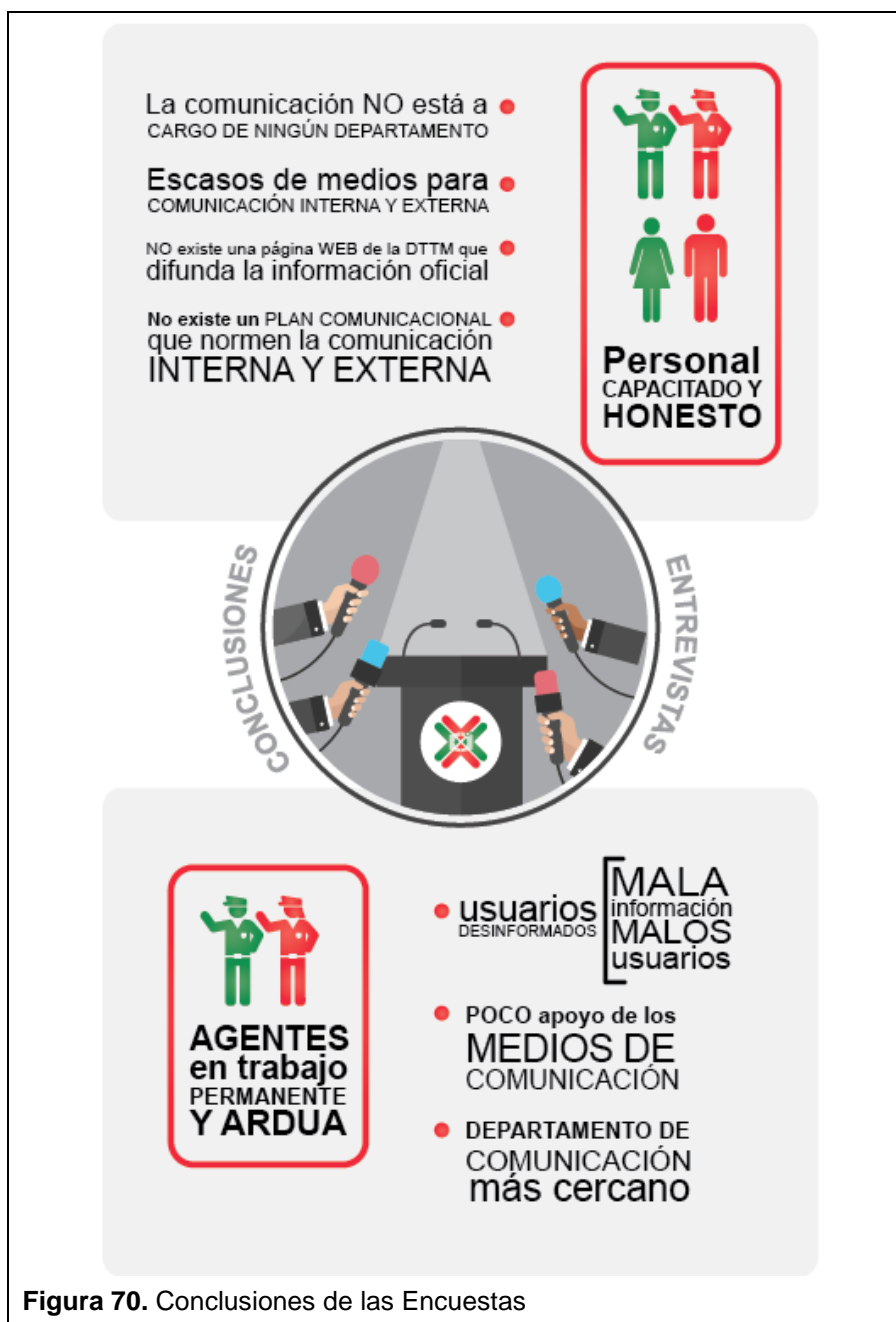 La comunicación NO está a
CARGO DE NINGÚN DEPARTAMENTO
Escasos de medios para
COMUNICACIÓN INTERNA Y EXTERNA
NO existe una página WEB de la DTTM que
difunda la información oficial
No existe un PLAN COMUNICACIONAL
que normen la comunicación
INTERNA Y EXTERNA
Personal
CAPACITADO Y
HONESTO
CONCLUSIONES
ENTREVISTAS
AGENTES
en trabajo
PERMANENTE
Y ARDUA
usuarios
DESINFORMADOS
MALA
información
MALOS
usuarios
POCO apoyo de los
MEDIOS DE
COMUNICACIÓN
DEPARTAMENTO DE
COMUNICACIÓN
más cercano
Figura 70. Conclusiones de las Encuestas